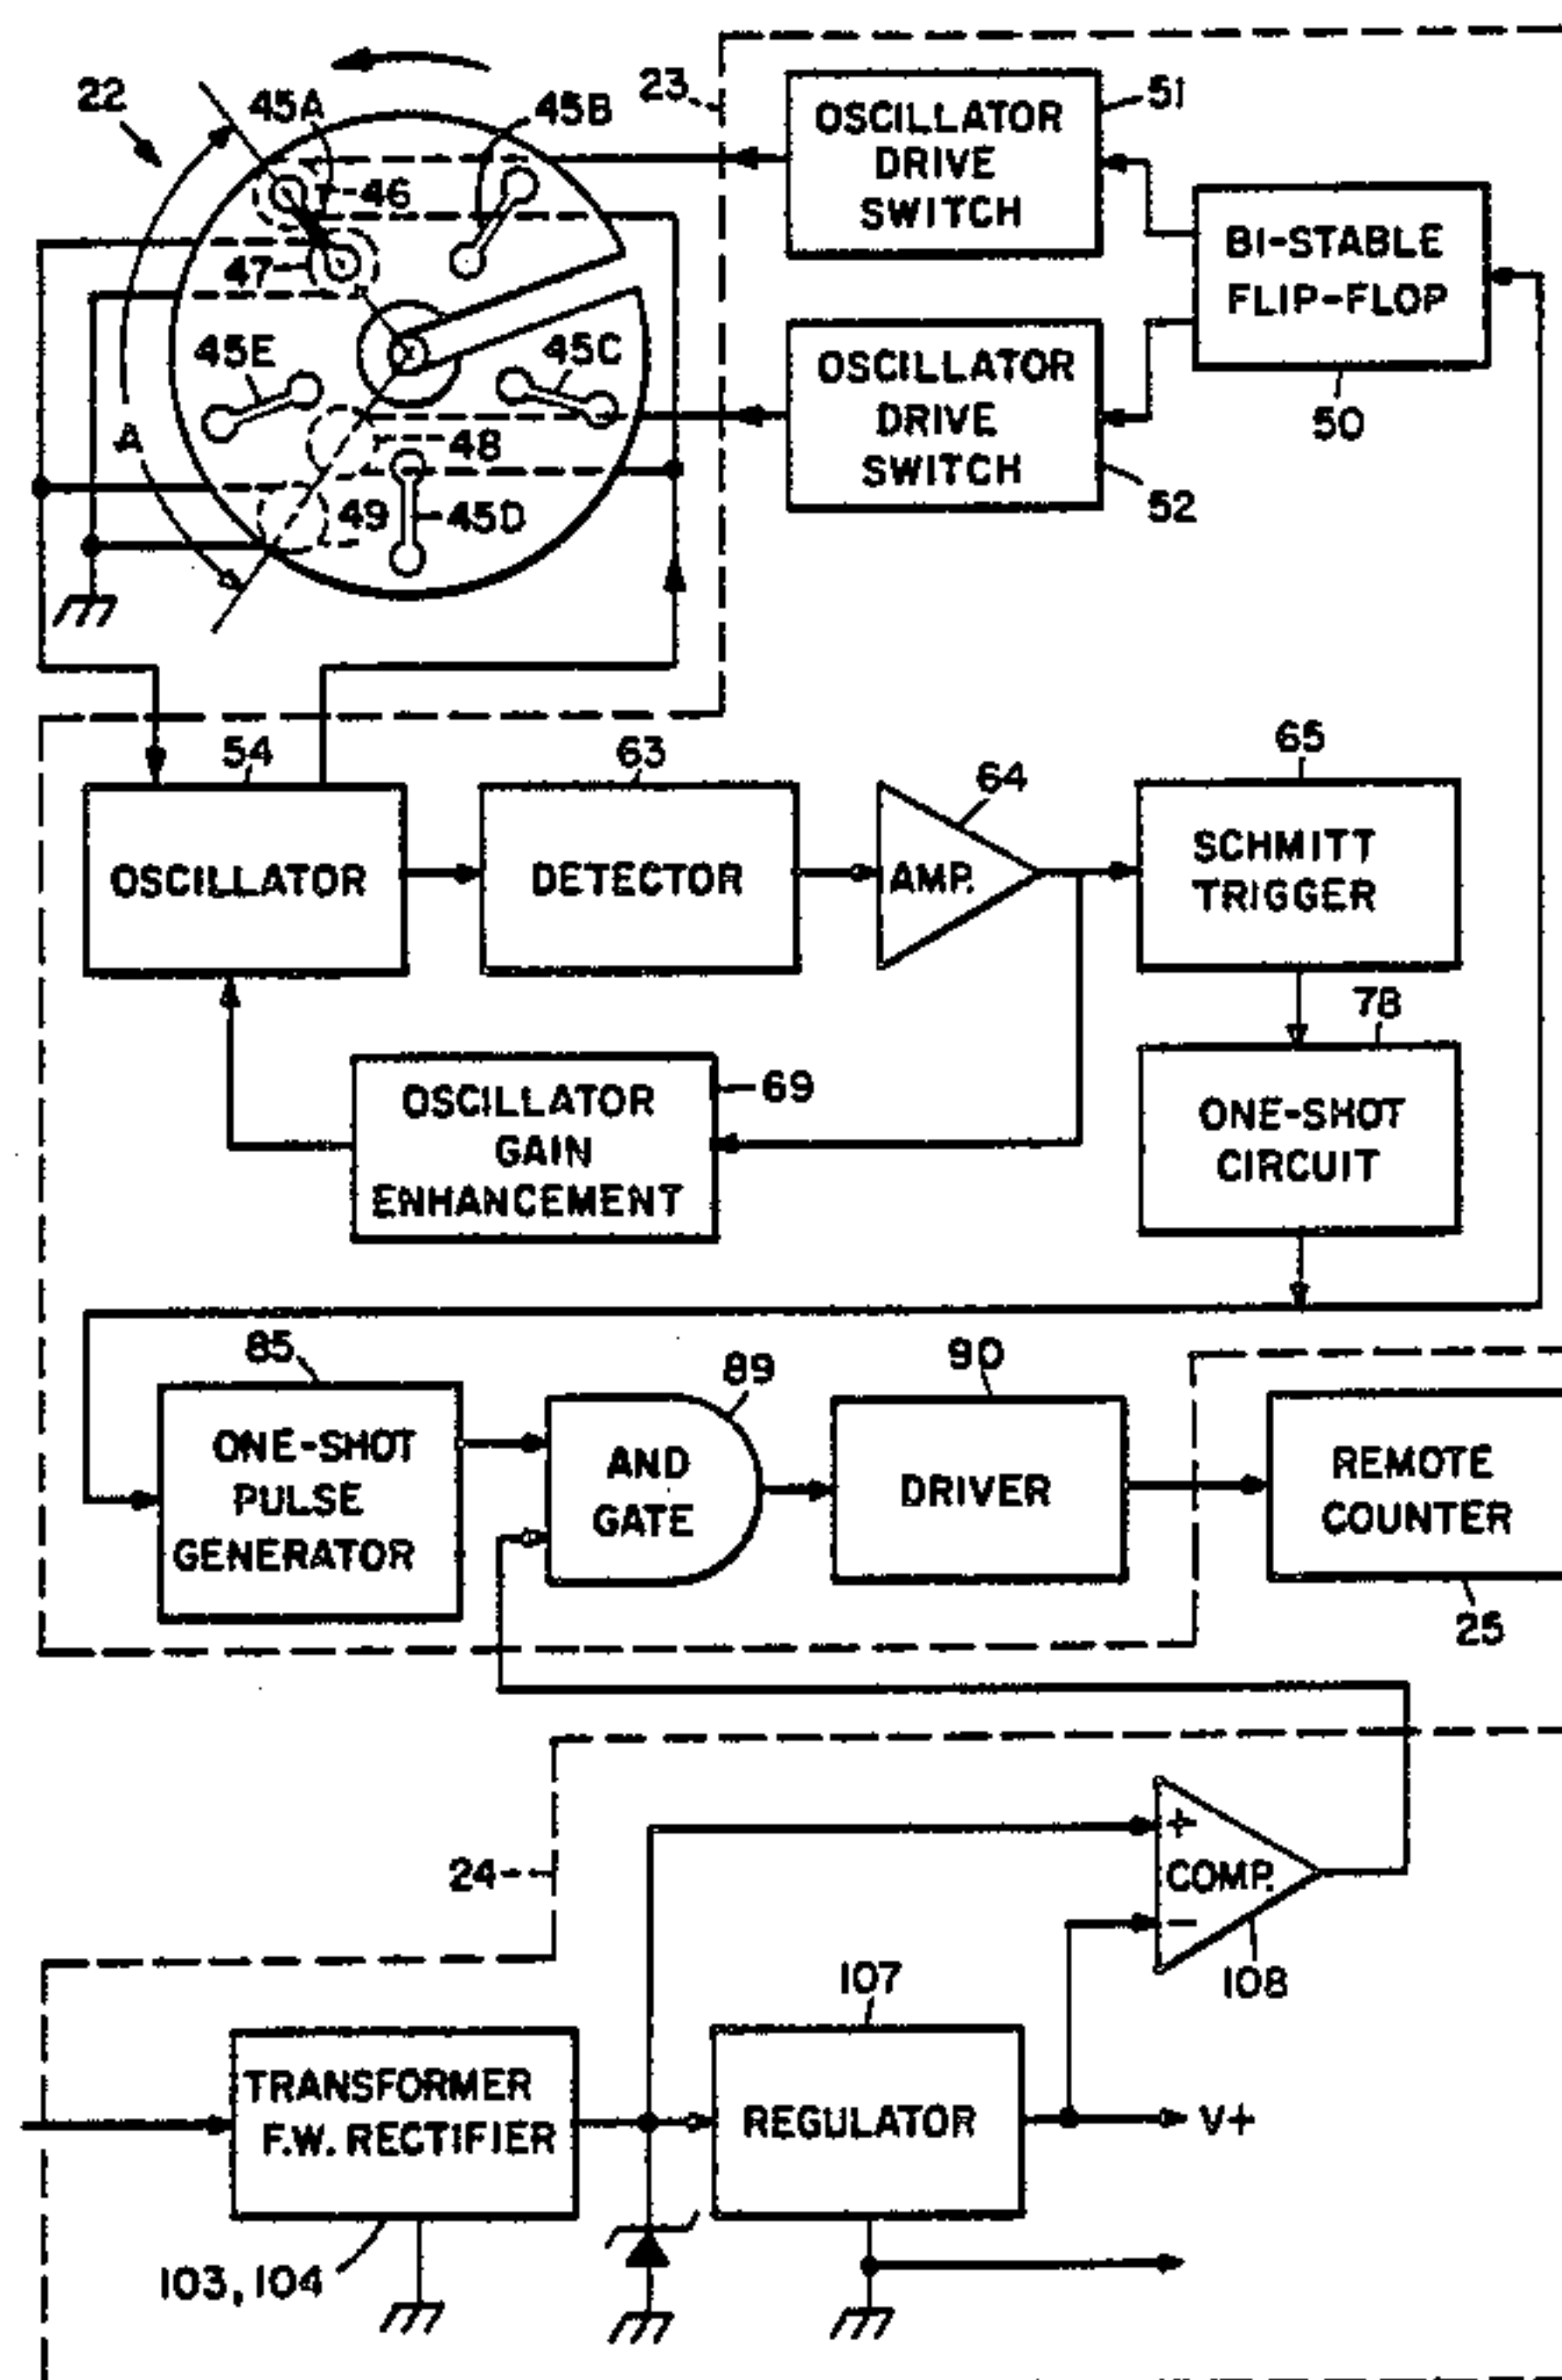 22
45A
45B
23
OSCILLATOR
DRIVE
SWITCH
51
46
47
BI-STABLE
FLIP-FLOP
50
45E
45C
OSCILLATOR
DRIVE
SWITCH
52
A
48
49
45D
54
OSCILLATOR
63
DETECTOR
64
AMP.
65
SCHMITT
TRIGGER
78
ONE-SHOT
CIRCUIT
OSCILLATOR
GAIN
ENHANCEMENT
69
85
ONE-SHOT
PULSE
GENERATOR
89
AND
GATE
90
DRIVER
REMOTE
COUNTER
25
24
+
COMP.
−
108
107
TRANSFORMER
F.W. RECTIFIER
REGULATOR
V+
103, 104